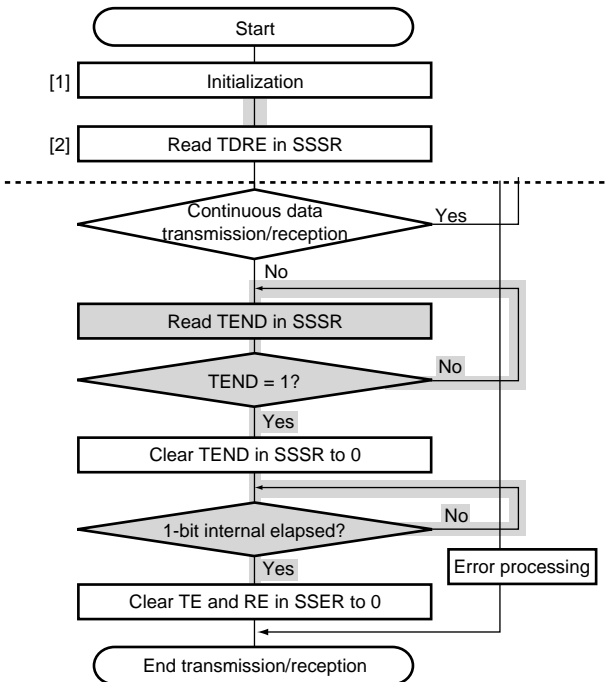 Start
[1] Initialization
[2] Read TDRE in SSSR
Continuous data
transmission/reception
Yes
No
Read TEND in SSSR
TEND = 1?
No
Yes
Clear TEND in SSSR to 0
1-bit internal elapsed?
No
Yes
Error processing
Clear TE and RE in SSER to 0
End transmission/reception